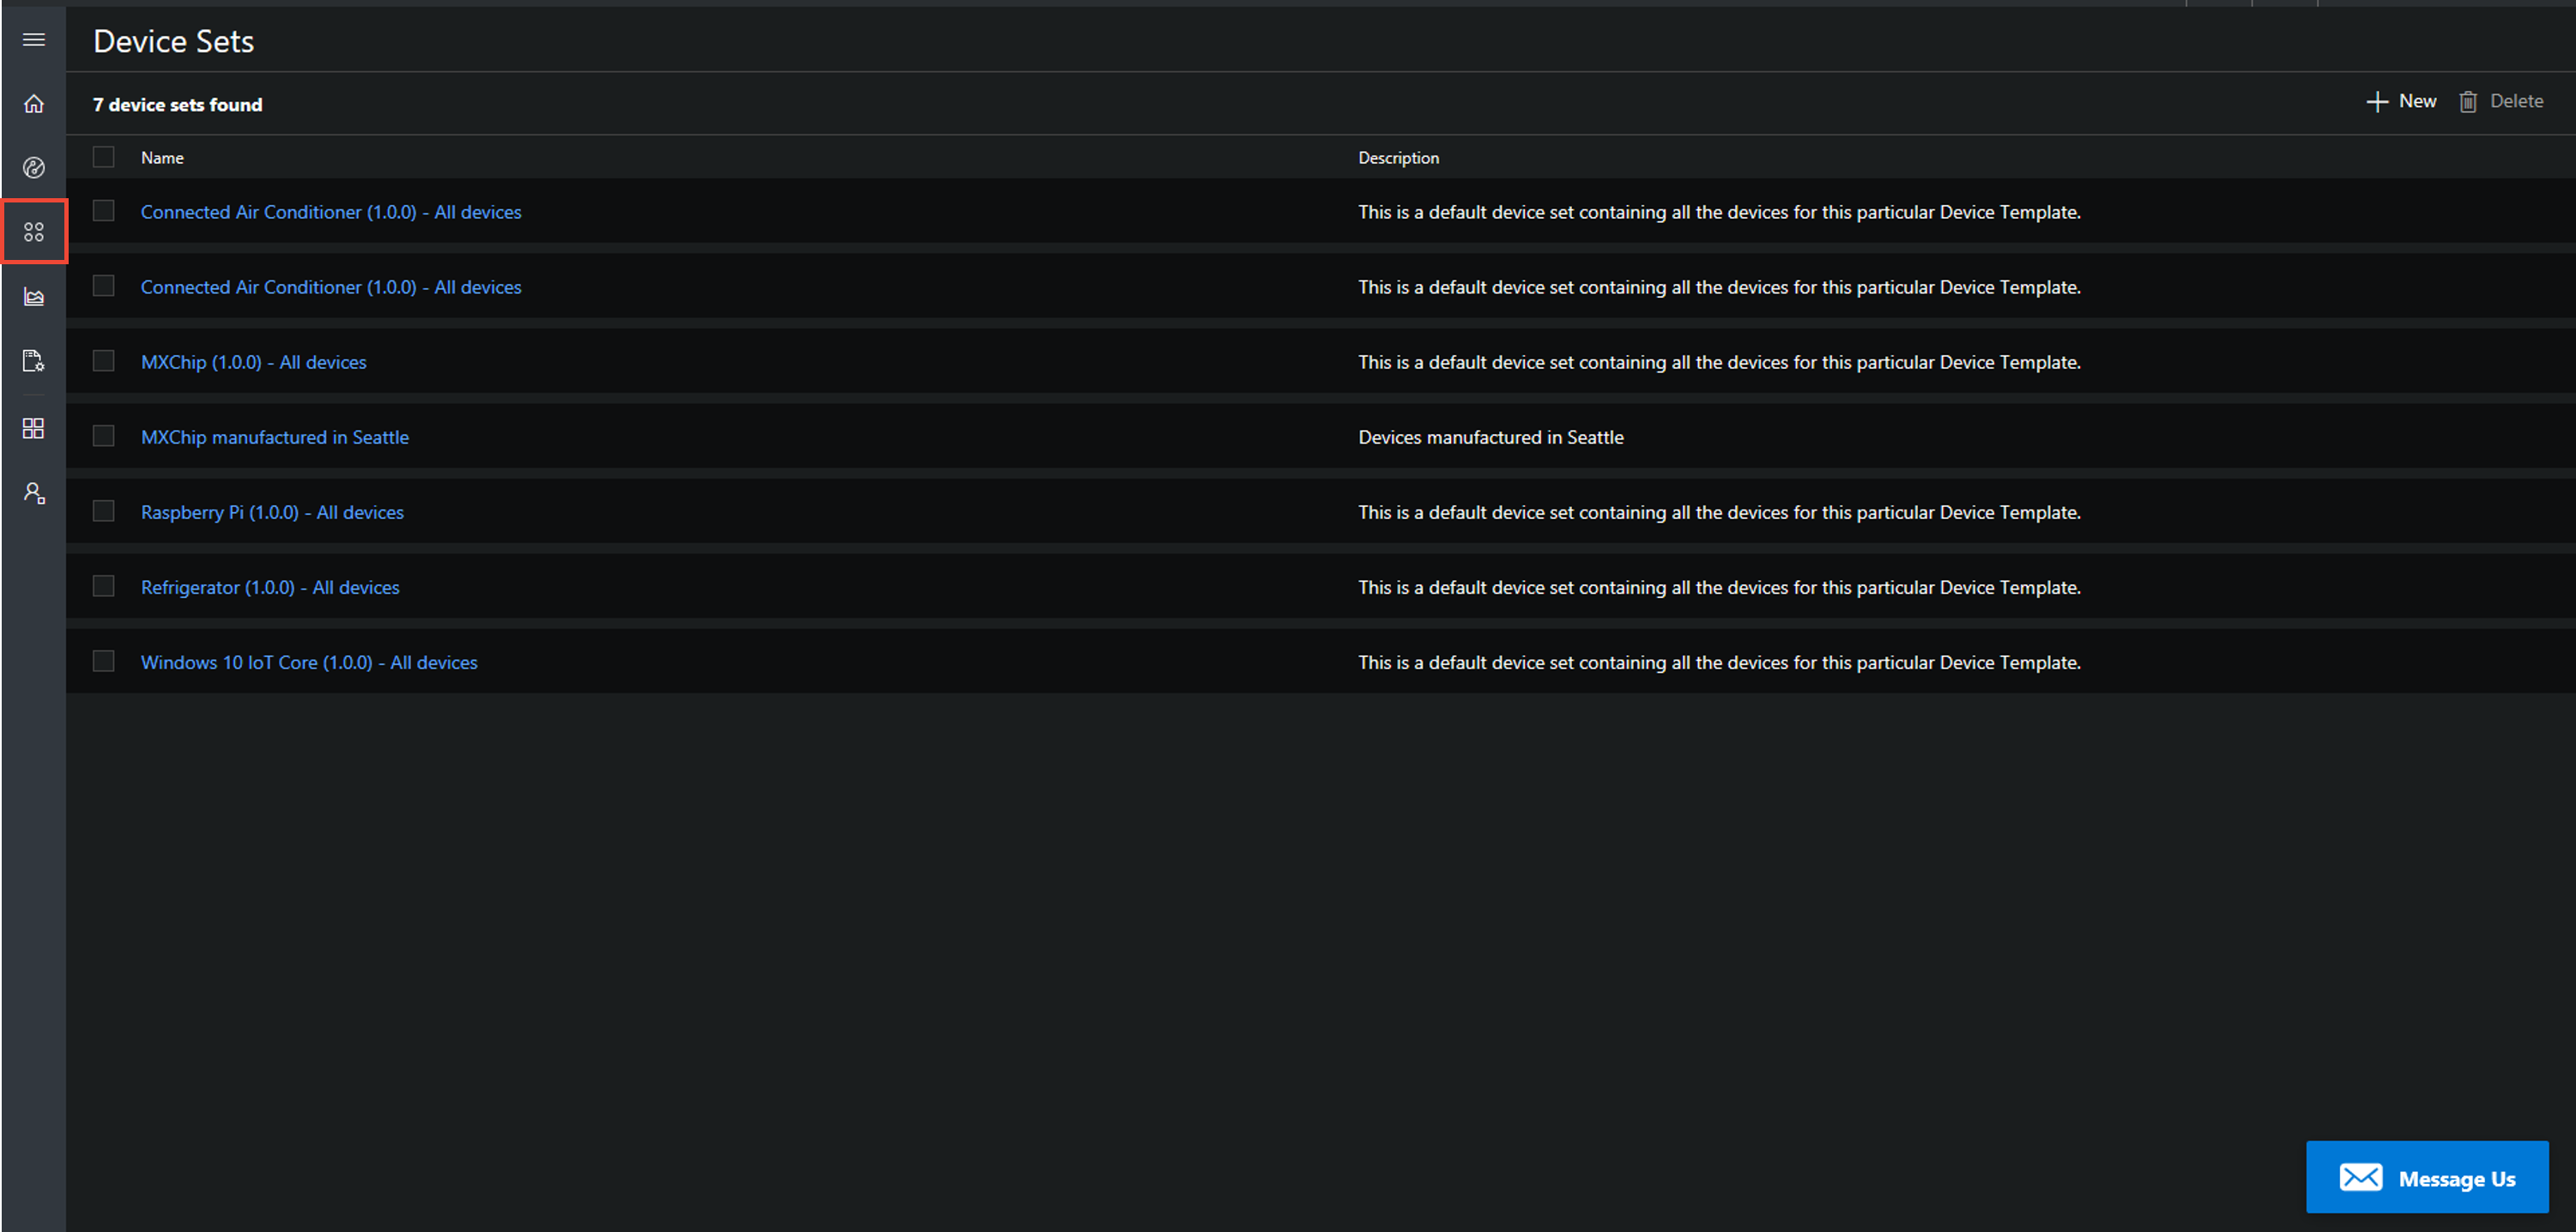 Device Sets
7 device sets found
New
Delete
Name
Description
Connected Air Conditioner (1.0.0) - All devices
This is a default device set containing all the devices for this particular Device Template.
Connected Air Conditioner (1.0.0) - All devices
This is a default device set containing all the devices for this particular Device Template.
MXChip (1.0.0) - All devices
This is a default device set containing all the devices for this particular Device Template.
MXChip manufactured in Seattle
Devices manufactured in Seattle
Raspberry Pi (1.0.0) - All devices
This is a default device set containing all the devices for this particular Device Template.
Refrigerator (1.0.0) - All devices
This is a default device set containing all the devices for this particular Device Template.
Windows 10 IoT Core (1.0.0) - All devices
This is a default device set containing all the devices for this particular Device Template.
Message Us